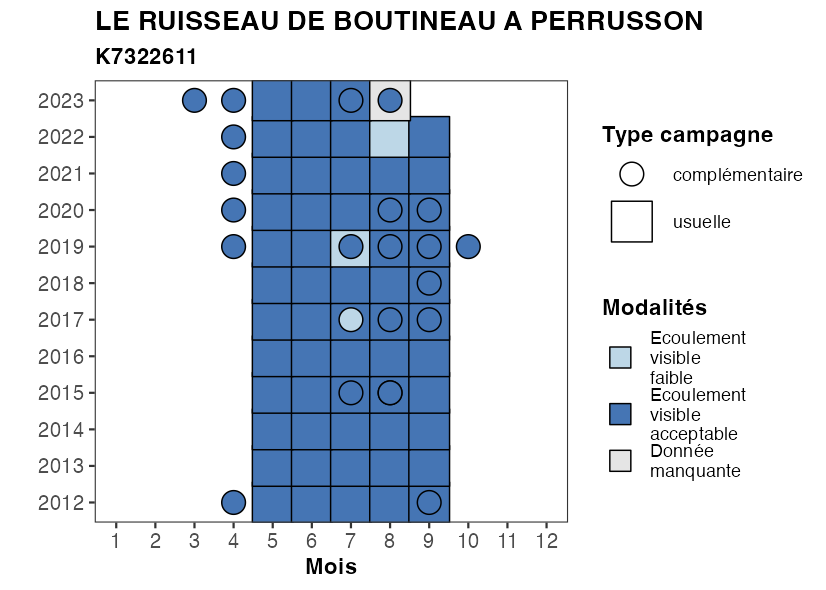 LE RUISSEAU DE BOUTINEAU A PERRUSSON
K7322611
2023
2022
2021
2020
2019
2018
2017
2016
2015
2014
2013
2012
1 2 3 4 5 6 7 8 9 10 11 12
Mois
Type campagne
complémentaire
usuelle
Modalités
Ecoulement
visible
faible
Ecoulement
visible
acceptable
Donnée
manquante